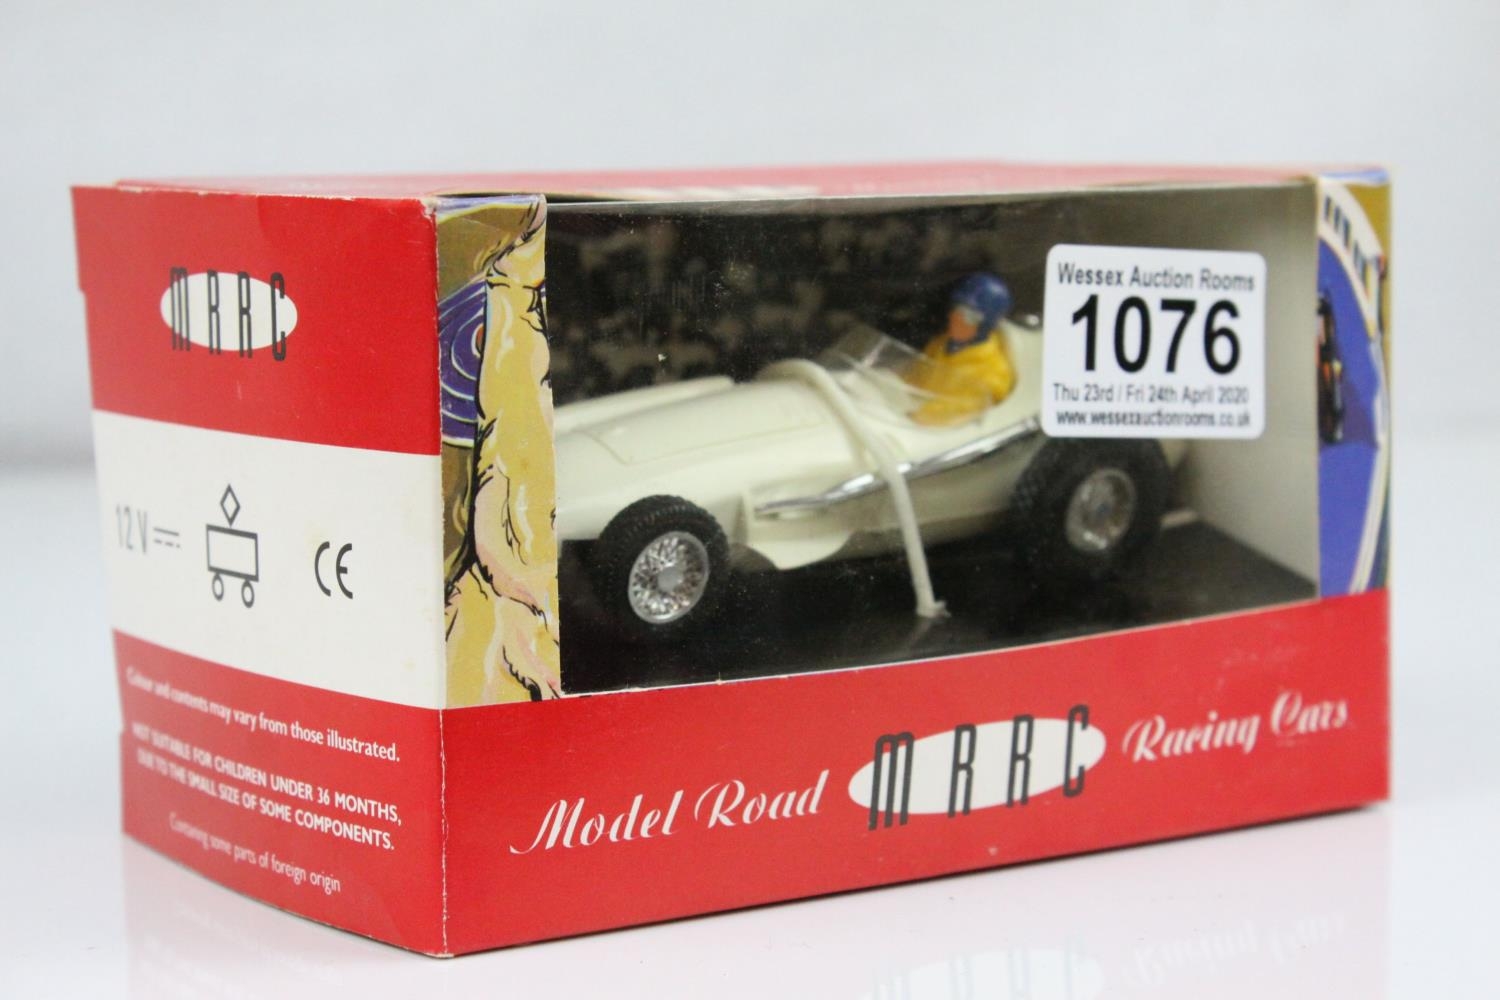 MRRC
12V
CE
Colour and contents may vary from those illustrated.
NOT SUITABLE FOR CHILDREN UNDER 36 MONTHS,
DUE TO THE SMALL SIZE OF SOME COMPONENTS.
Containing some parts of foreign origin
Wessex Auction Rooms
1076
Thu 23rd / Fri 24th April 2020
www.wessexauctionrooms.co.uk
Model Road MRRC Racing Cars